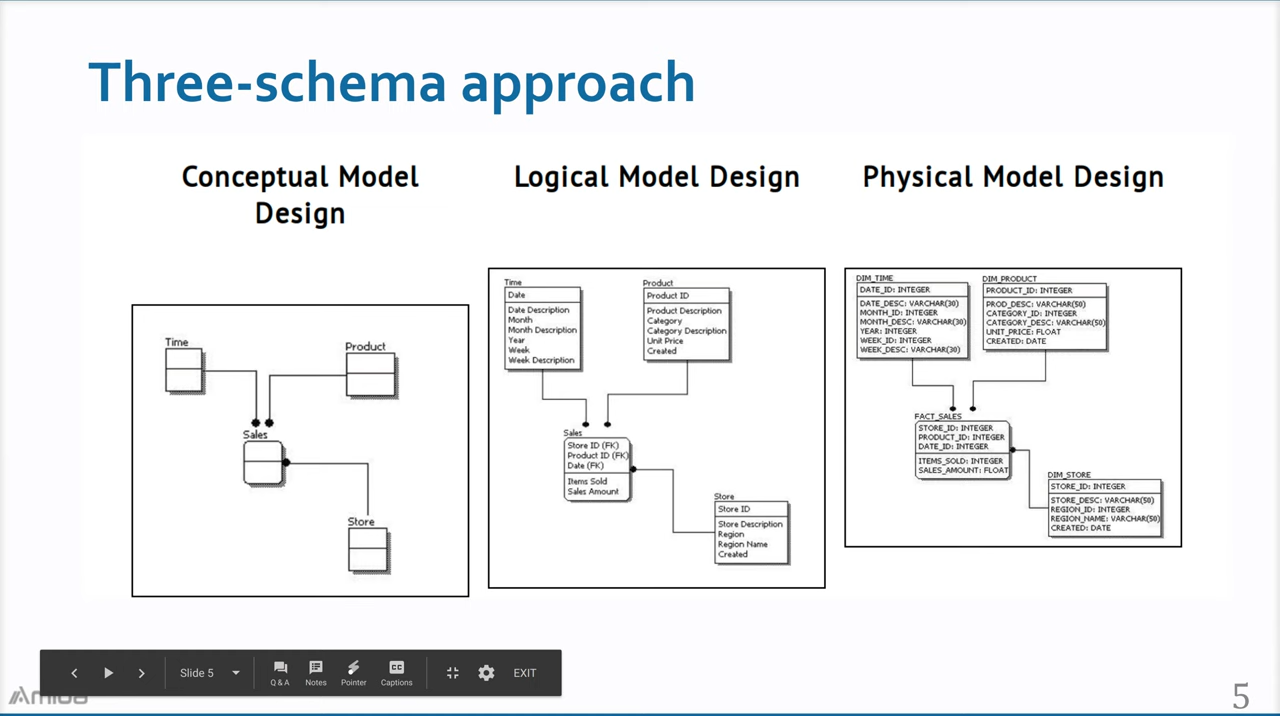 Three-schema approach
Conceptual Model
Design
Time
Product
Sales
Store
Logical Model Design
Time
Date
Date Description
Month
Month Description
Year
Week
Week Description
Product
Product ID
Product Description
Category
Category Description
Unit Price
Created
Sales
Store ID (FK)
Product ID (FK)
Date (FK)
Items Sold
Sales Amount
Store
Store ID
Store Description
Region
Region Name
Created
Physical Model Design
DIM_TIME
DATE_ID: INTEGER
DATE_DESC: VARCHAR(30)
MONTH_ID: INTEGER
MONTH_DESC: VARCHAR(30)
YEAR: INTEGER
WEEK_ID: INTEGER
WEEK_DESC: VARCHAR(30)
DIM_PRODUCT
PRODUCT_ID: INTEGER
PROD_DESC: VARCHAR(50)
CATEGORY_ID: INTEGER
CATEGORY_DESC: VARCHAR(50)
UNIT_PRICE: FLOAT
CREATED: DATE
FACT_SALES
STORE_ID: INTEGER
PRODUCT_ID: INTEGER
DATE_ID: INTEGER
ITEMS_SOLD: INTEGER
SALES_AMOUNT: FLOAT
DIM_STORE
STORE_ID: INTEGER
STORE_DESC: VARCHAR(50)
REGION_ID: INTEGER
REGION_NAME: VARCHAR(50)
CREATED: DATE
Slide 5
Q & A
Notes
Pointer
CC
Captions
EXIT
5